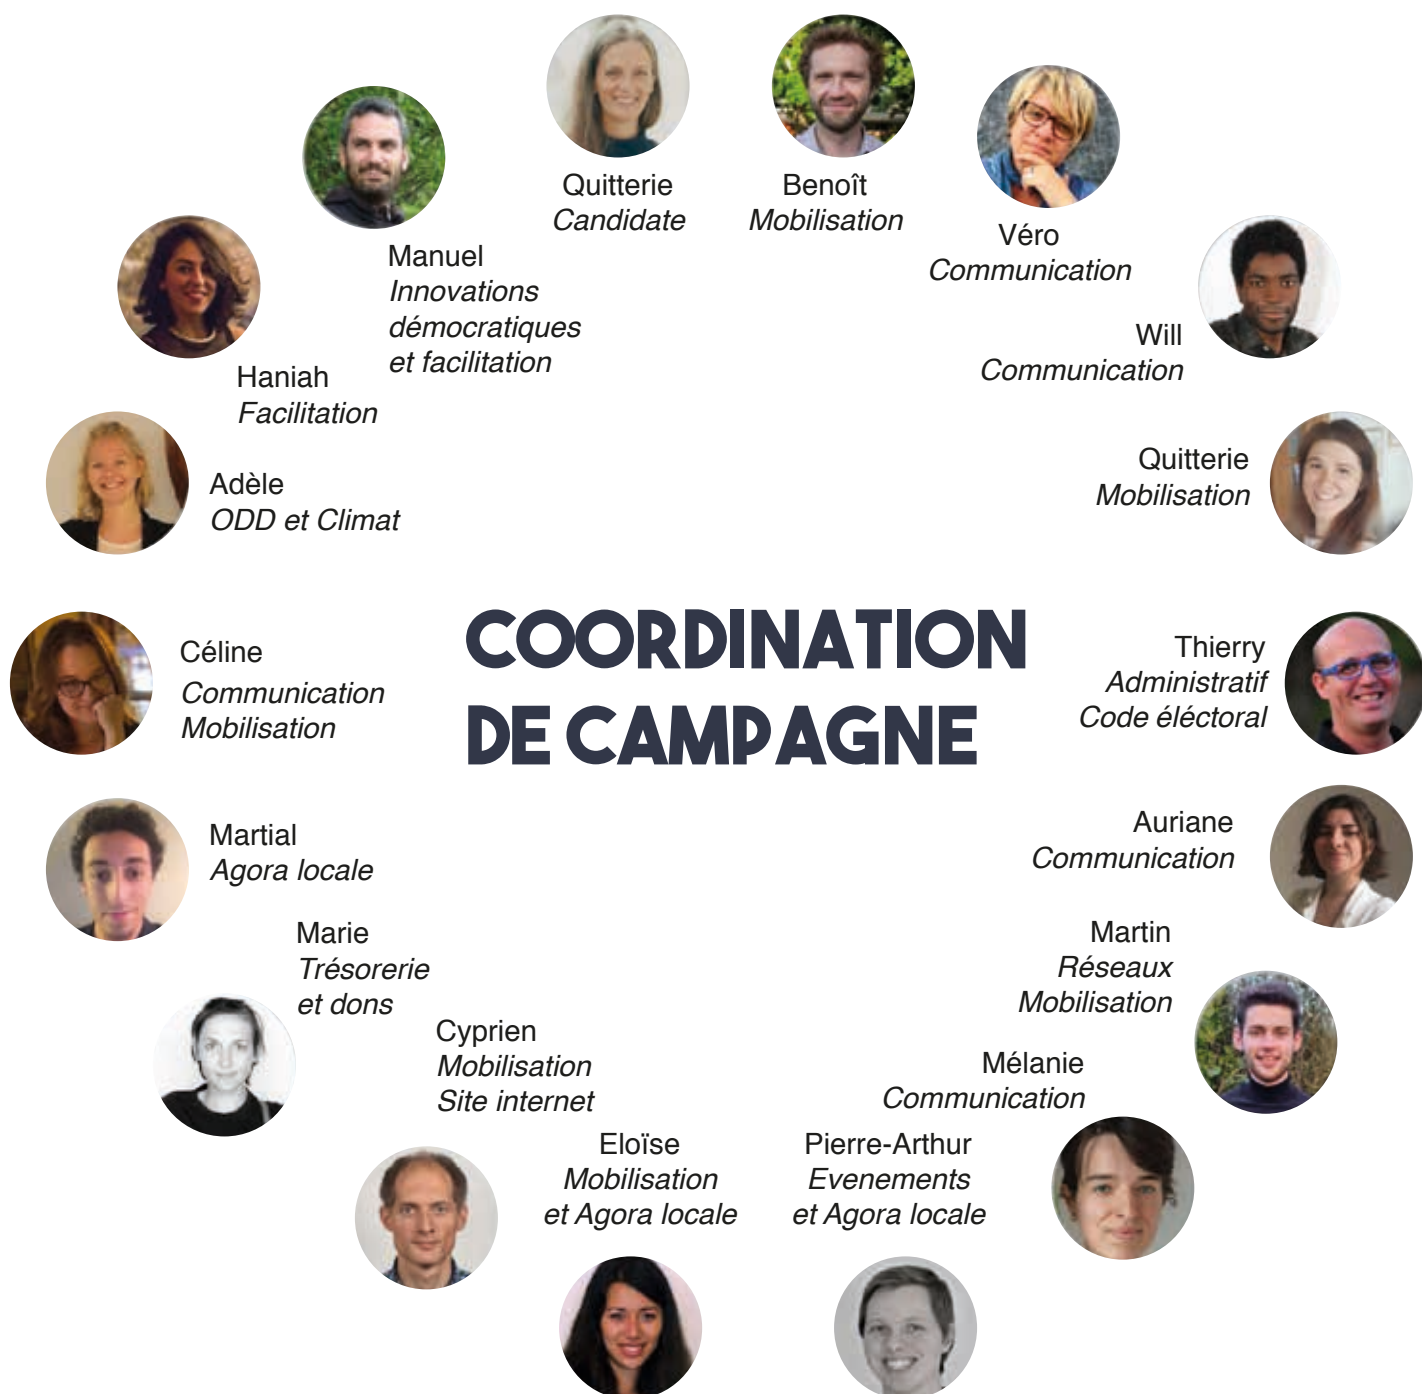 Quitterie
Candidate
Benoît
Mobilisation
Véro
Communication
Will
Communication
Quitterie
Mobilisation
Thierry
Administratif
Code éléctoral
Auriane
Communication
Martin
Réseaux
Mobilisation
Mélanie
Communication
Pierre-Arthur
Evenements
et Agora locale
Eloïse
Mobilisation
et Agora locale
Cyprien
Mobilisation
Site internet
Marie
Trésorerie
et dons
Martial
Agora locale
Céline
Communication
Mobilisation
Adèle
ODD et Climat
Haniah
Facilitation
Manuel
Innovations
démocratiques
et facilitation
COORDINATION
DE CAMPAGNE